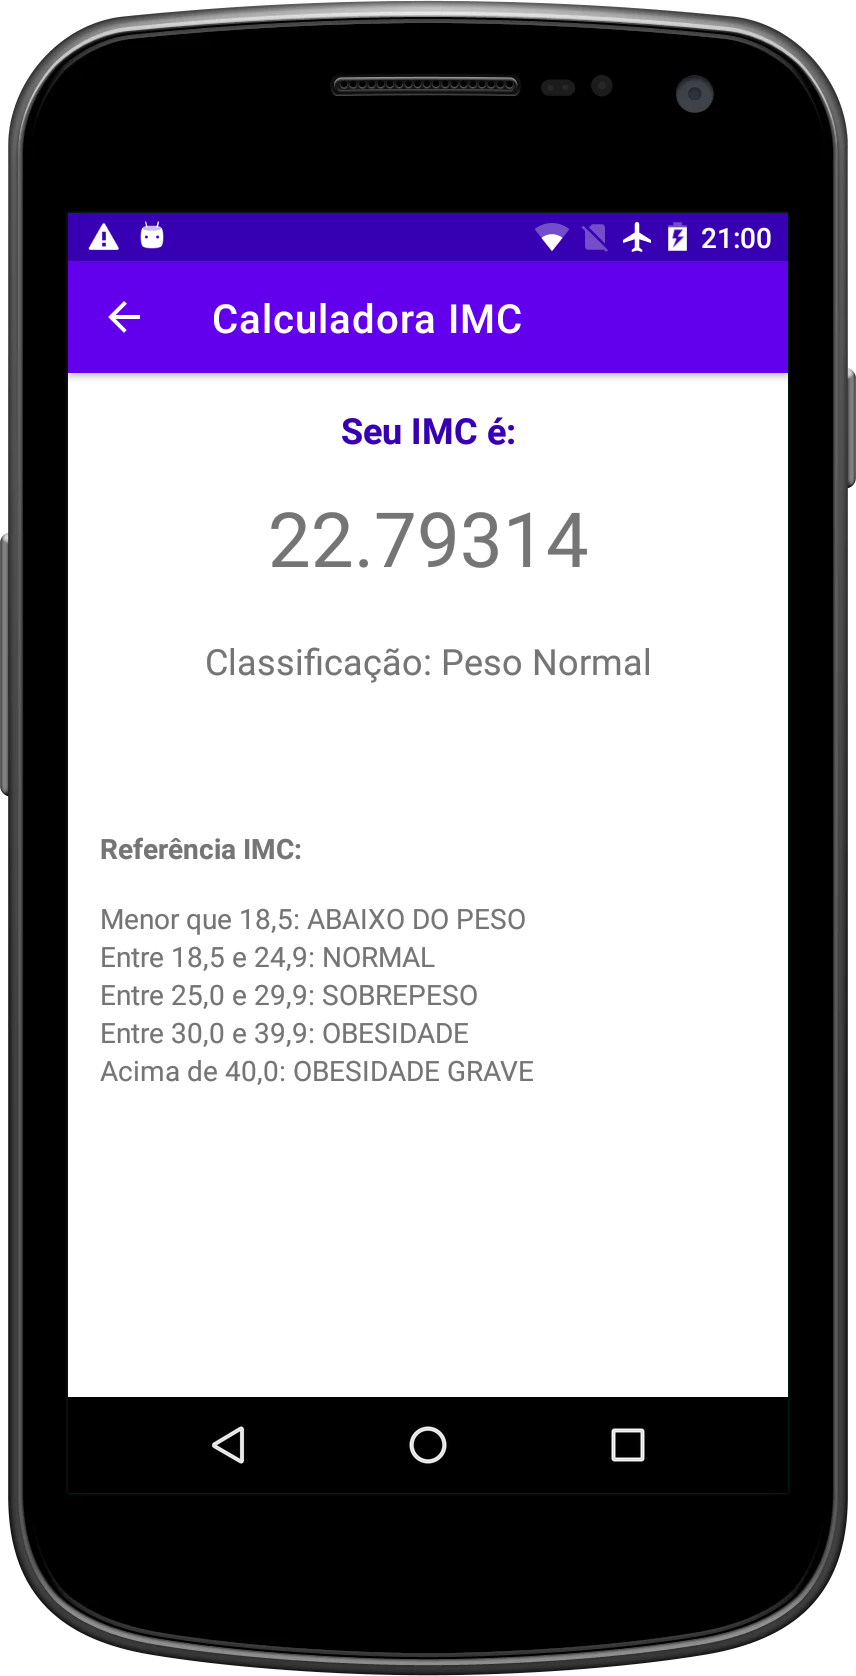 21:00
Calculadora IMC
Seu IMC é:
22.79314
Classificação: Peso Normal
Referência IMC:
Menor que 18,5: ABAIXO DO PESO
Entre 18,5 e 24,9: NORMAL
Entre 25,0 e 29,9: SOBREPESO
Entre 30,0 e 39,9: OBESIDADE
Acima de 40,0: OBESIDADE GRAVE